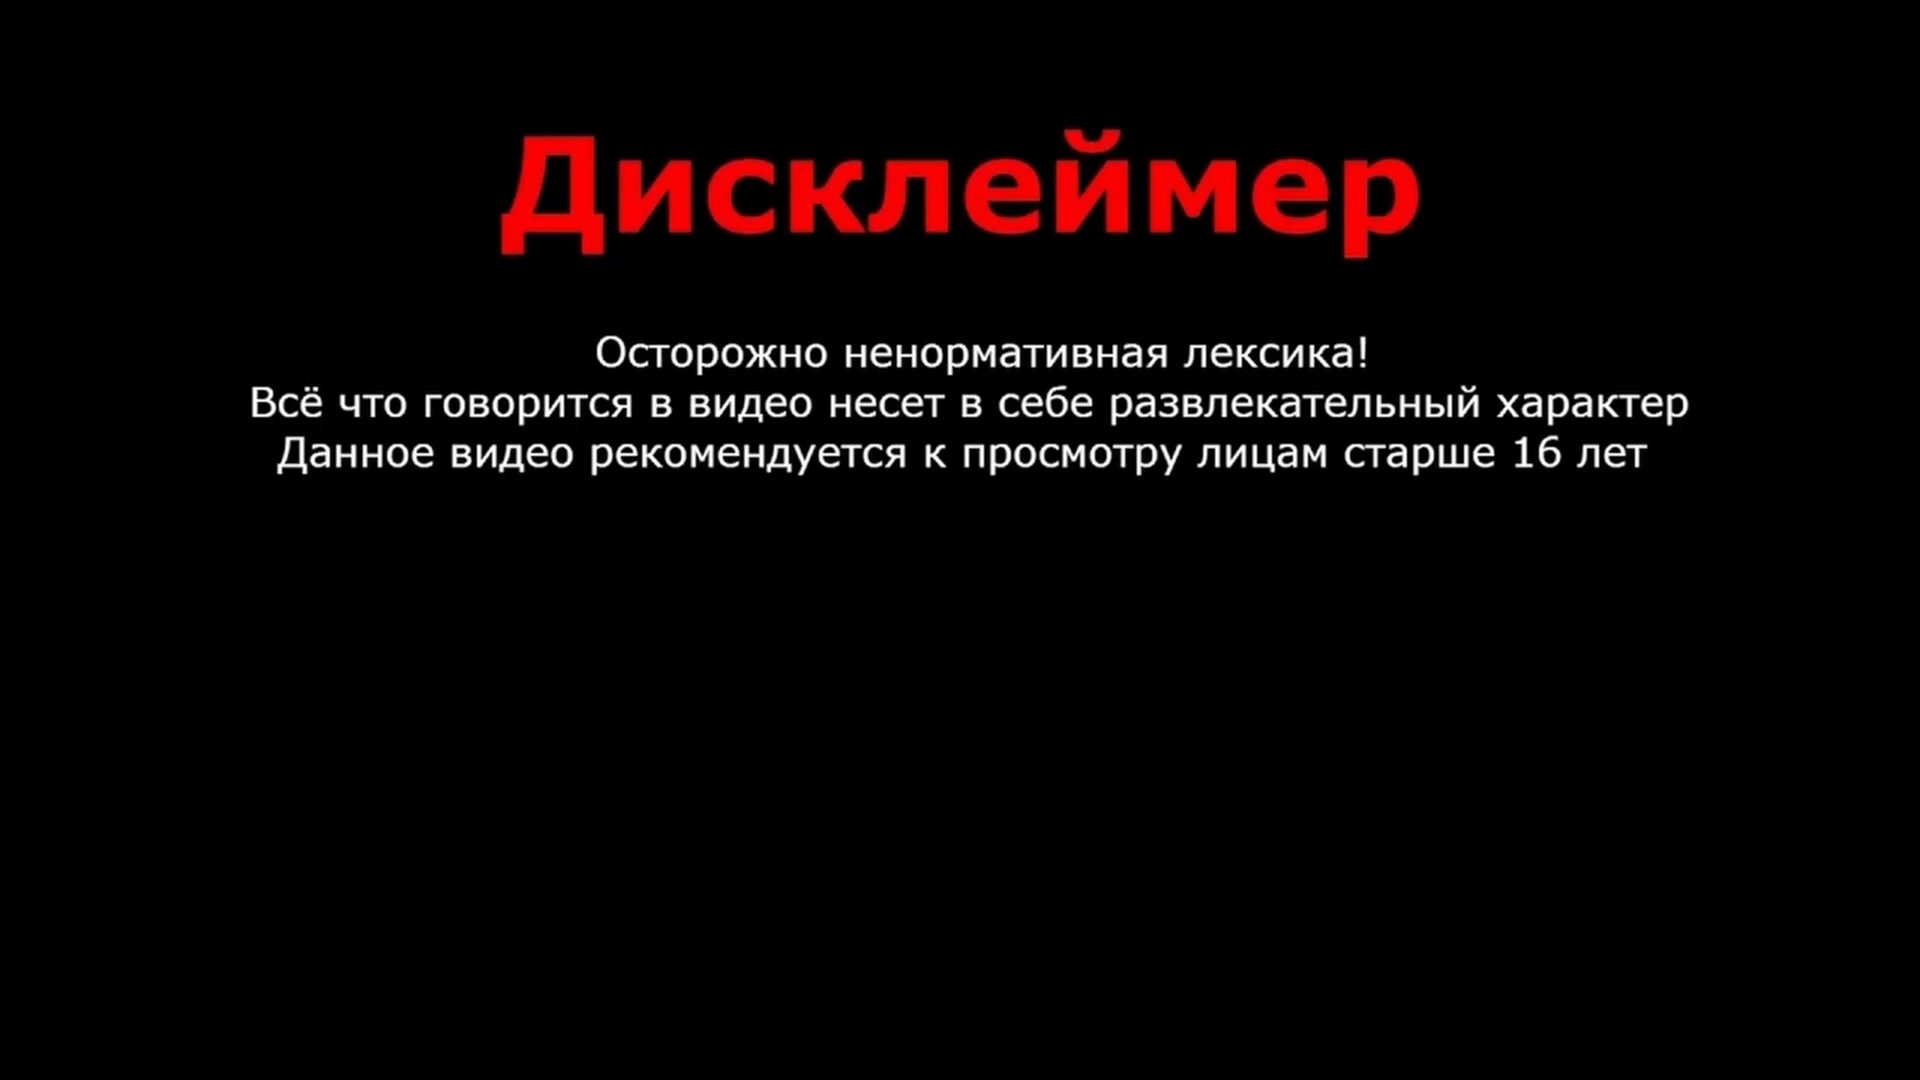 Дисклеймер
Осторожно ненормативная лексика!
Всё что говорится в видео несет в себе развлекательный характер
Данное видео рекомендуется к просмотру лицам старше 16 лет